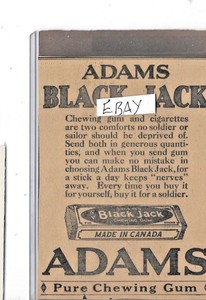 ADAMS
BLACK JACK
EBAY
Chewing gum and cigarettes
are two comforts no soldier or
sailor should be deprived of.
Send both in generous quanti-
ties, and when you send gum
you can make no mistake in
choosing Adams Black Jack, for
a stick a day keeps "nerves"
away. Every time you buy it
for yourself, buy it for a soldier.
Black Jack
MADE IN CANADA
ADAMS
Pure Chewing Gum